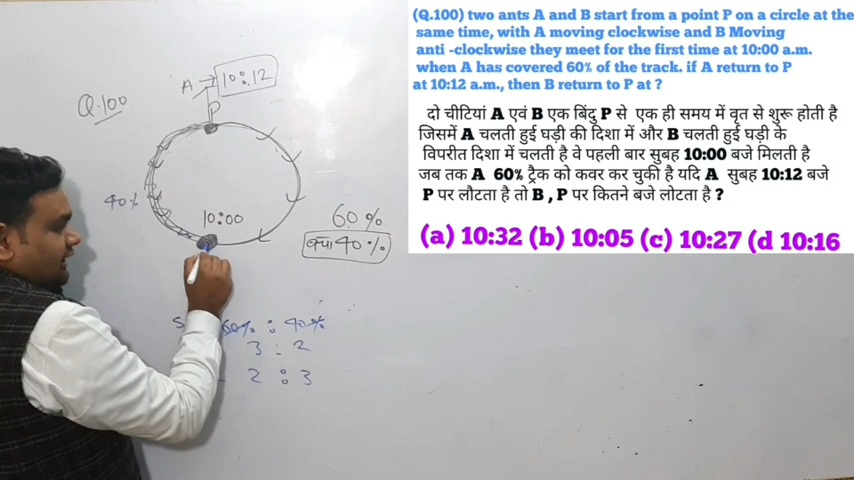 (Q.100) two ants A and B start from a point P on a circle at the
same time, with A moving clockwise and B Moving
anti -clockwise they meet for the first time at 10:00 a.m.
when A has covered 60% of the track. if A return to P
at 10:12 a.m., then B return to P at ?
दो चीटियां A एवं B एक बिंदु P से एक ही समय में वृत से शुरू होती है
जिसमें A चलती हुई घड़ी की दिशा में और B चलती हुई घड़ी के
विपरीत दिशा में चलती है वे पहली बार सुबह 10:00 बजे मिलती है
जब तक A 60% ट्रैक को कवर कर चुकी है यदि A सुबह 10:12 बजे
P पर लौटता है तो B , P पर कितने बजे लोटता है ?
(a) 10:32 (b) 10:05 (c) 10:27 (d 10:16
Q.100
A → 10:12
P
40%
10:00
60%
बचा 40%
60% : 40%
3 : 2
2 : 3